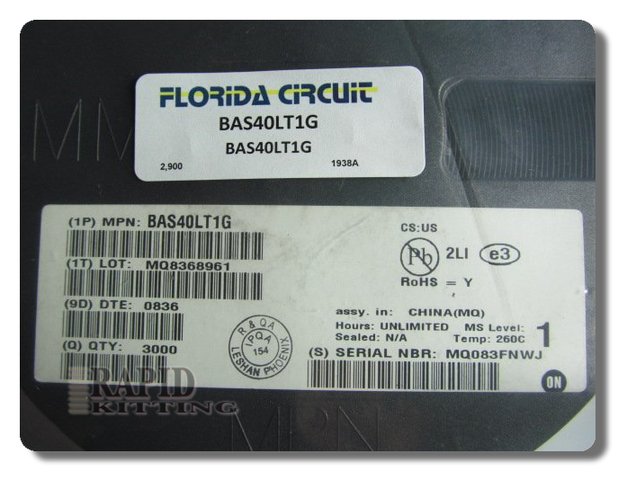 FLORIDA CIRCUIT
BAS40LT1G
BAS40LT1G
2,900 1938A
MM
(1P) MPN: BAS40LT1G
(1T) LOT: MQ8368961
(9D) DTE: 0836
(Q) QTY: 3000
R & QA
IPQA
154
LESHAN PHOENIX
CS:US
Pb 2LI e3
RoHS = Y
assy. in: CHINA(MQ)
Hours: UNLIMITED MS Level: 1
Sealed: N/A Temp: 260C
(S) SERIAL NBR: MQ083FNWJ
ON
RAPID
KITTING
MPN